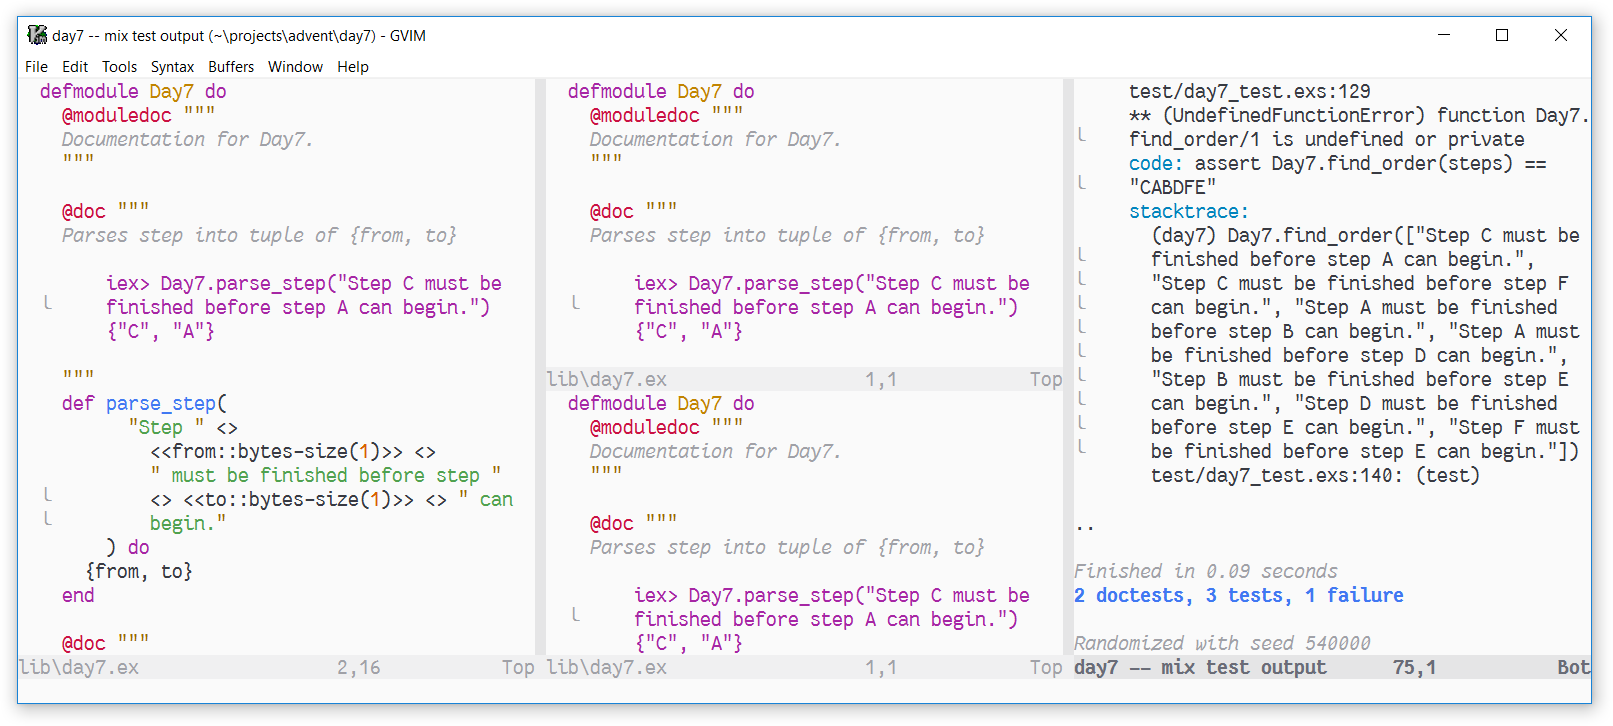 day7 -- mix test output (~\projects\advent\day7) - GVIM
File Edit Tools Syntax Buffers Window Help
defmodule Day7 do
@moduledoc """
Documentation for Day7.
"""
@doc """
Parses step into tuple of {from, to}
iex> Day7.parse_step("Step C must be
finished before step A can begin.")
{"C", "A"}
"""
def parse_step(
"Step " <>
<<from::bytes-size(1)>> <>
" must be finished before step "
<> <<to::bytes-size(1)>> <> " can
begin."
) do
{from, to}
end
@doc """
lib\day7.ex 2,16 Top
defmodule Day7 do
@moduledoc """
Documentation for Day7.
"""
@doc """
Parses step into tuple of {from, to}
iex> Day7.parse_step("Step C must be
finished before step A can begin.")
{"C", "A"}
lib\day7.ex 1,1 Top
defmodule Day7 do
@moduledoc """
Documentation for Day7.
"""
@doc """
Parses step into tuple of {from, to}
iex> Day7.parse_step("Step C must be
finished before step A can begin.")
{"C", "A"}
lib\day7.ex 1,1 Top
test/day7_test.exs:129
** (UndefinedFunctionError) function Day7.
find_order/1 is undefined or private
code: assert Day7.find_order(steps) ==
"CABDFE"
stacktrace:
(day7) Day7.find_order(["Step C must be
finished before step A can begin.",
"Step C must be finished before step F
can begin.", "Step A must be finished
before step B can begin.", "Step A must
be finished before step D can begin.",
"Step B must be finished before step E
can begin.", "Step D must be finished
before step E can begin.", "Step F must
be finished before step E can begin."])
test/day7_test.exs:140: (test)
..
Finished in 0.09 seconds
2 doctests, 3 tests, 1 failure
Randomized with seed 540000
day7 -- mix test output 75,1 Bot